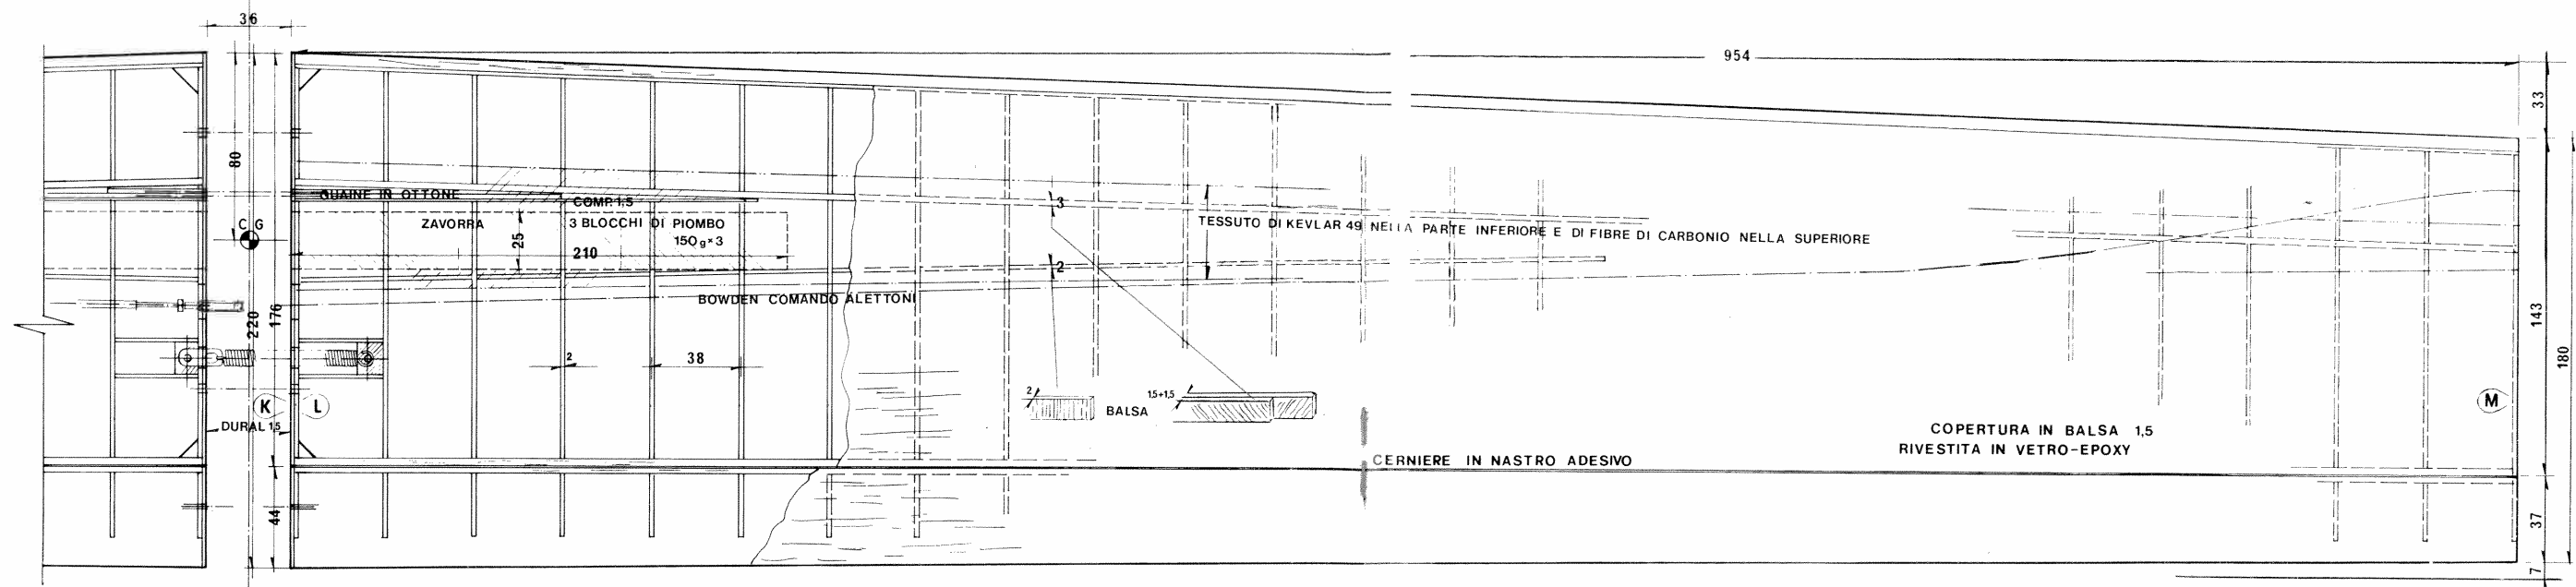 36
954
33
80
GUAINE IN OTTONE
COMP. 1,5
3
C G
ZAVORRA
3 BLOCCHI DI PIOMBO
150 g × 3
25
210
TESSUTO DI KEVLAR 49 NELLA PARTE INFERIORE E DI FIBRE DI CARBONIO NELLA SUPERIORE
2
BOWDEN COMANDO ALETTONI
220
176
143
180
2
38
2
BALSA
1,5+1,5
K
L
M
DURAL 1,5
COPERTURA IN BALSA 1,5
RIVESTITA IN VETRO-EPOXY
CERNIERE IN NASTRO ADESIVO
44
37
7